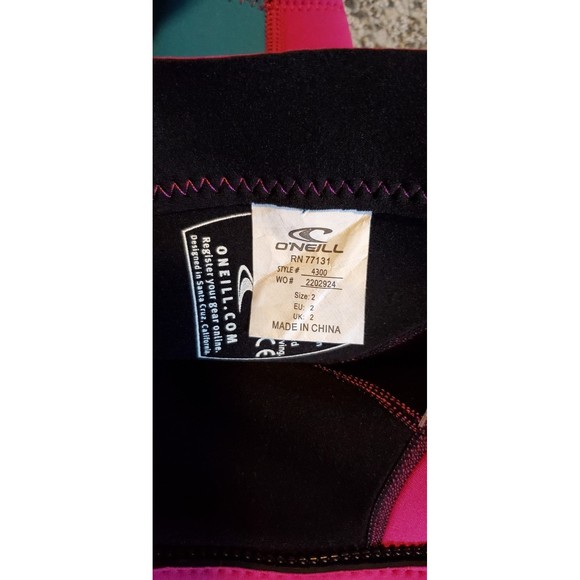 O'NEILL
RN 77131
STYLE # 4300
WO # 2202924
Size: 2
EU: 2
UK: 2
MADE IN CHINA
ONEILL.COM
Register your gear online.
Designed in Santa Cruz, California
CE